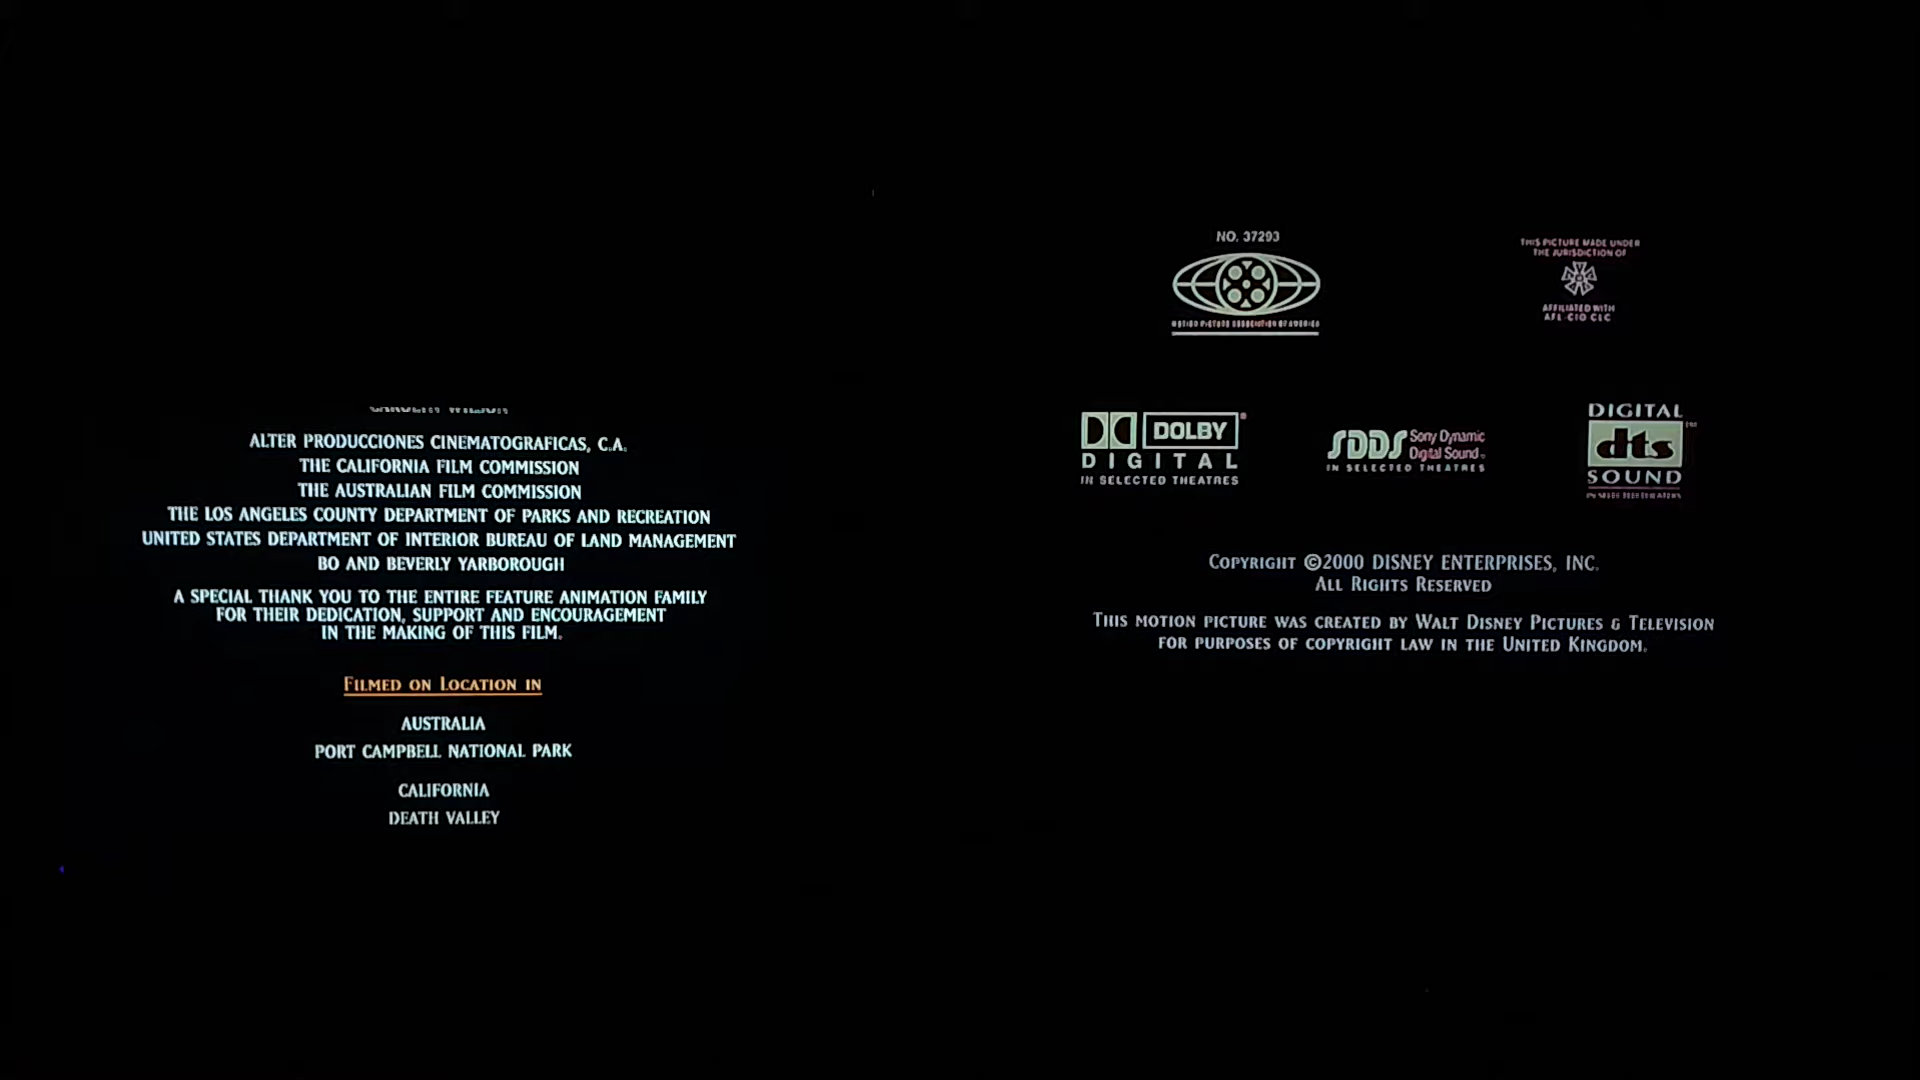 ALTER PRODUCCIONES CINEMATOGRAFICAS, C.A.
THE CALIFORNIA FILM COMMISSION
THE AUSTRALIAN FILM COMMISSION
THE LOS ANGELES COUNTY DEPARTMENT OF PARKS AND RECREATION
UNITED STATES DEPARTMENT OF INTERIOR BUREAU OF LAND MANAGEMENT
BO AND BEVERLY YARBOROUGH
A SPECIAL THANK YOU TO THE ENTIRE FEATURE ANIMATION FAMILY
FOR THEIR DEDICATION, SUPPORT AND ENCOURAGEMENT
IN THE MAKING OF THIS FILM.
FILMED ON LOCATION IN
AUSTRALIA
PORT CAMPBELL NATIONAL PARK
CALIFORNIA
DEATH VALLEY
NO. 37293
MOTION PICTURE ASSOCIATION OF AMERICA
THIS PICTURE MADE UNDER
THE JURISDICTION OF
AFFILIATED WITH
AFL-CIO CLC
DOLBY
DIGITAL
IN SELECTED THEATRES
SDDS Sony Dynamic
Digital Sound
IN SELECTED THEATRES
DIGITAL
dts
SOUND
COPYRIGHT ©2000 DISNEY ENTERPRISES, INC.
ALL RIGHTS RESERVED
THIS MOTION PICTURE WAS CREATED BY WALT DISNEY PICTURES & TELEVISION
FOR PURPOSES OF COPYRIGHT LAW IN THE UNITED KINGDOM.